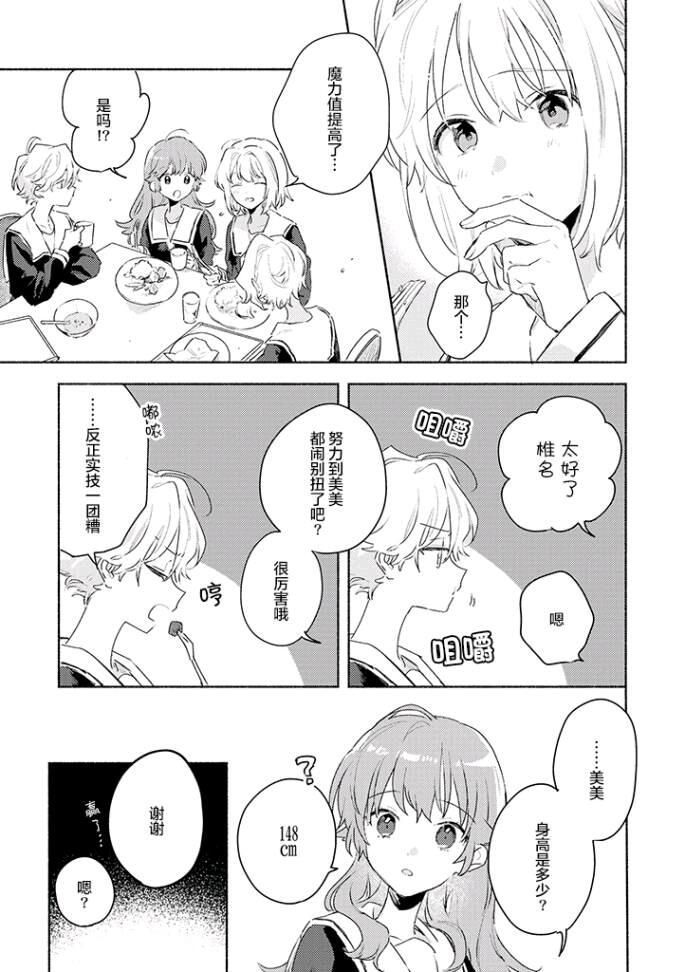 那个…
魔力值提高了…
是吗!?
太好了
椎名
嗯
咀嚼
咀嚼
努力到美美
都闹别扭了吧?
很厉害哦
嘟哝
……反正实技一团糟
哼
……美美
身高是多少?
?
148
cm
谢谢
赢了…
嗯?